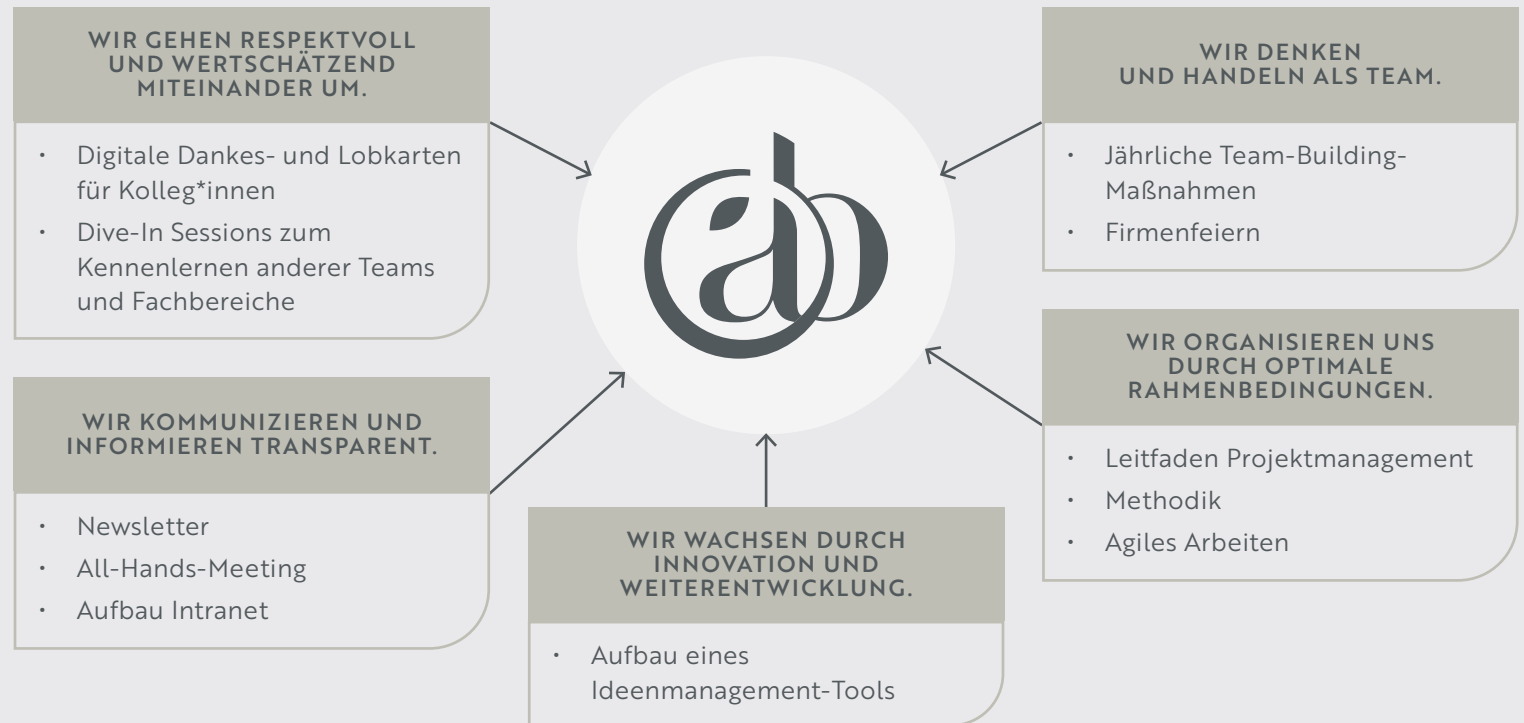 WIR GEHEN RESPEKTVOLL
UND WERTSCHÄTZEND
MITEINANDER UM.
• Digitale Dankes- und Lobkarten
für Kolleg*innen
• Dive-In Sessions zum
Kennenlernen anderer Teams
und Fachbereiche
WIR KOMMUNIZIEREN UND
INFORMIEREN TRANSPARENT.
• Newsletter
• All-Hands-Meeting
• Aufbau Intranet
ab
WIR WACHSEN DURCH
INNOVATION UND
WEITERENTWICKLUNG.
• Aufbau eines
Ideenmanagement-Tools
WIR DENKEN
UND HANDELN ALS TEAM.
• Jährliche Team-Building-
Maßnahmen
• Firmenfeiern
WIR ORGANISIEREN UNS
DURCH OPTIMALE
RAHMENBEDINGUNGEN.
• Leitfaden Projektmanagement
• Methodik
• Agiles Arbeiten